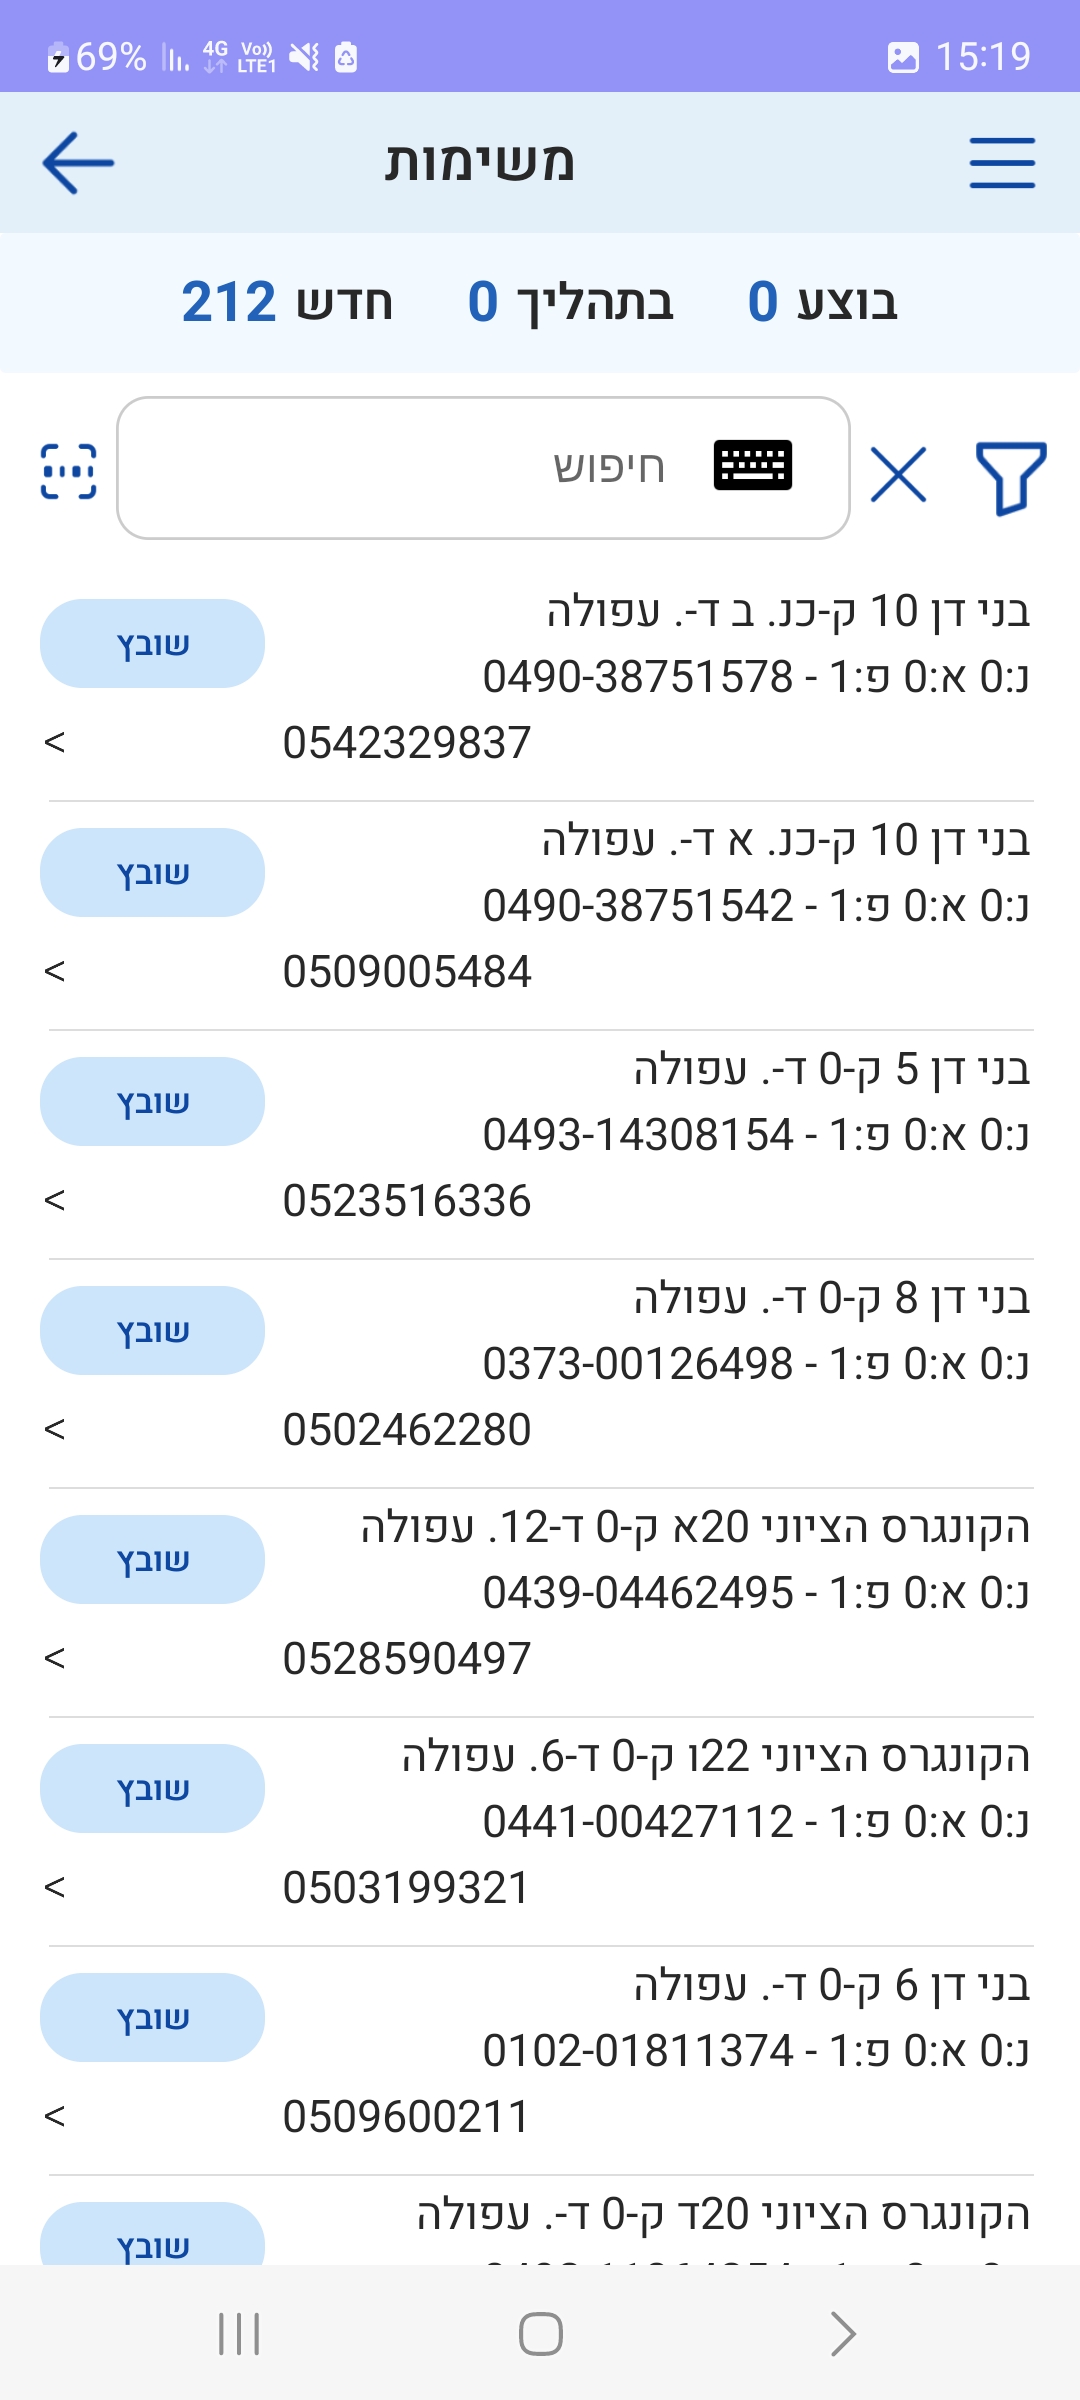 69% 4G Vo)) LTE1 15:19
משימות
בוצע 0 בתהליך 0 חדש 212
חיפוש
בני דן 10 ק-כנ. ב ד-. עפולה
שובץ
נ:0 א:0 פ:1 - 0490-38751578
0542329837
<
בני דן 10 ק-כנ. א ד-. עפולה
שובץ
נ:0 א:0 פ:1 - 0490-38751542
0509005484
<
בני דן 5 ק-0 ד-. עפולה
שובץ
נ:0 א:0 פ:1 - 0493-14308154
0523516336
<
בני דן 8 ק-0 ד-. עפולה
שובץ
נ:0 א:0 פ:1 - 0373-00126498
0502462280
<
הקונגרס הציוני 20א ק-0 ד-12. עפולה
שובץ
נ:0 א:0 פ:1 - 0439-04462495
0528590497
<
הקונגרס הציוני 22ו ק-0 ד-6. עפולה
שובץ
נ:0 א:0 פ:1 - 0441-00427112
0503199321
<
בני דן 6 ק-0 ד-. עפולה
שובץ
נ:0 א:0 פ:1 - 0102-01811374
0509600211
<
הקונגרס הציוני 20ד ק-0 ד-. עפולה
שובץ